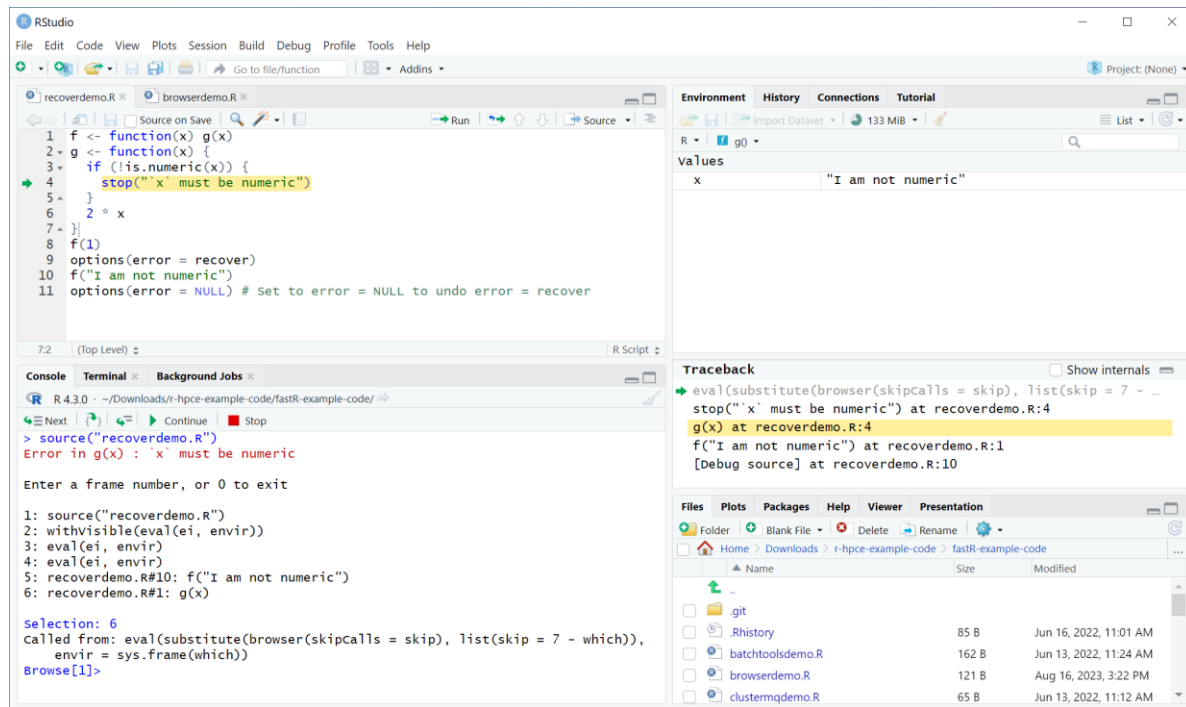 RStudio
File Edit Code View Plots Session Build Debug Profile Tools Help
Go to file/function Addins Project: (None)
recoverdemo.R browserdemo.R
Source on Save Run Source
1 f <- function(x) g(x)
2 g <- function(x) {
3 if (!is.numeric(x)) {
4 stop("`x` must be numeric")
5 }
6 2 * x
7 }
8 f(1)
9 options(error = recover)
10 f("I am not numeric")
11 options(error = NULL) # Set to error = NULL to undo error = recover
7:2 (Top Level) R Script
Console Terminal Background Jobs
R 4.3.0 · ~/Downloads/r-hpce-example-code/fastR-example-code/
Next Continue Stop
> source("recoverdemo.R")
Error in g(x) : `x` must be numeric
Enter a frame number, or 0 to exit
1: source("recoverdemo.R")
2: withVisible(eval(ei, envir))
3: eval(ei, envir)
4: eval(ei, envir)
5: recoverdemo.R#10: f("I am not numeric")
6: recoverdemo.R#1: g(x)
Selection: 6
Called from: eval(substitute(browser(skipCalls = skip), list(skip = 7 - which)),
envir = sys.frame(which))
Browse[1]>
Environment History Connections Tutorial
Import Dataset 133 MiB List
R g()
Values
x "I am not numeric"
Traceback Show internals
eval(substitute(browser(skipCalls = skip), list(skip = 7 - …
stop("`x` must be numeric") at recoverdemo.R:4
g(x) at recoverdemo.R:4
f("I am not numeric") at recoverdemo.R:1
[Debug source] at recoverdemo.R:10
Files Plots Packages Help Viewer Presentation
Folder Blank File Delete Rename
Home > Downloads > r-hpce-example-code > fastR-example-code ...
Name Size Modified
..
.git
.Rhistory 85 B Jun 16, 2022, 11:01 AM
batchtoolsdemo.R 162 B Jun 13, 2022, 11:24 AM
browserdemo.R 121 B Aug 16, 2023, 3:22 PM
clustermqdemo.R 65 B Jun 13, 2022, 11:12 AM